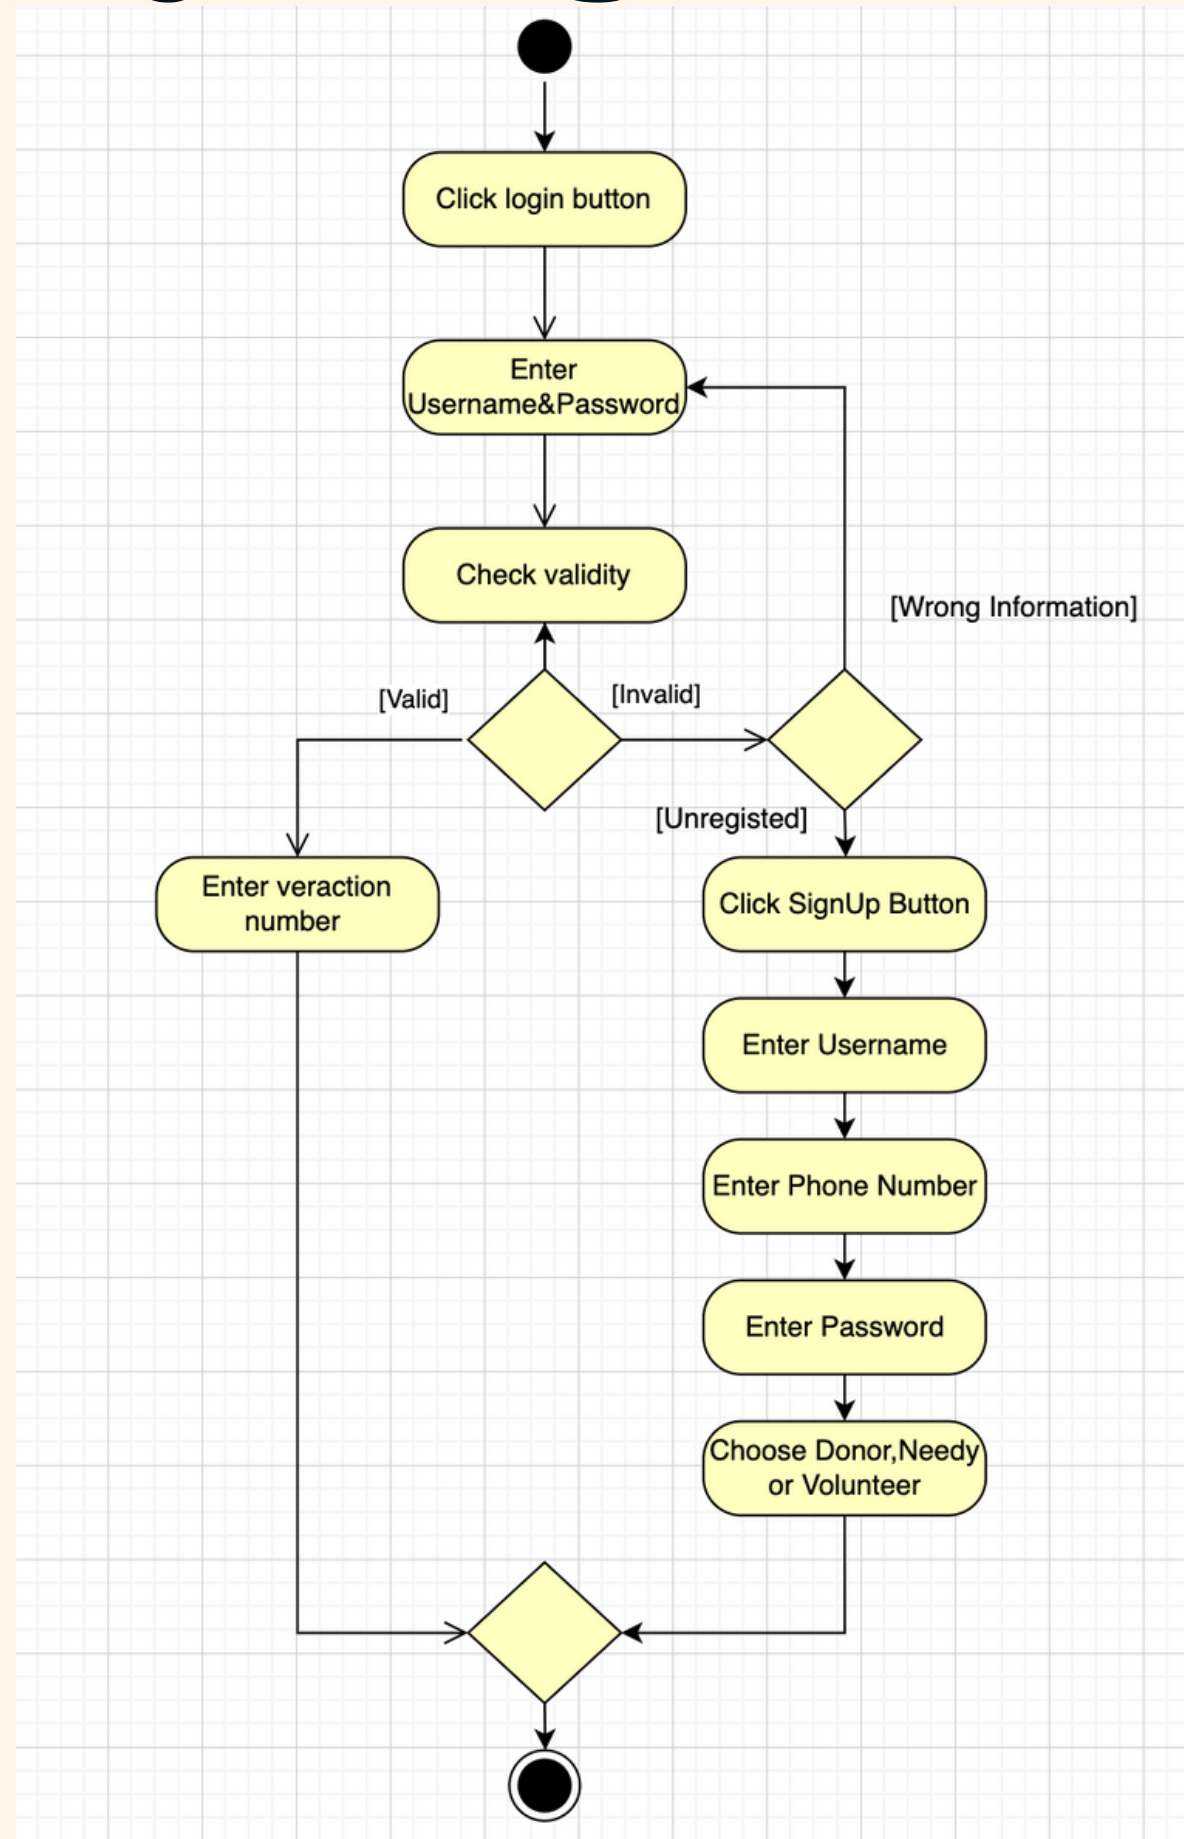 Click login button
Enter
Username&Password
Check validity
[Wrong Information]
[Valid]
[Invalid]
[Unregisted]
Enter veraction
number
Click SignUp Button
Enter Username
Enter Phone Number
Enter Password
Choose Donor,Needy
or Volunteer